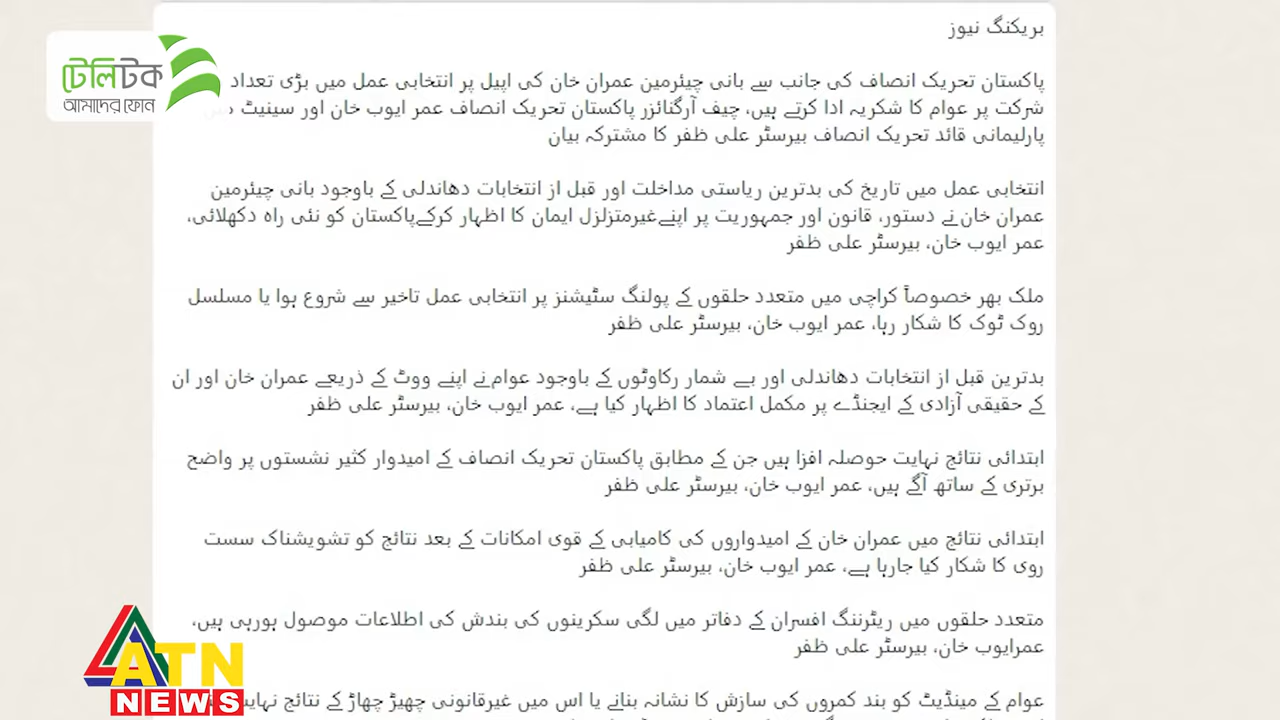 بریکنگ نیوز
پاکستان تحریک انصاف کی جانب سے بانی چیئرمین عمران خان کی اپیل پر انتخابی عمل میں بڑی تعداد
شرکت پر عوام کا شکریہ ادا کرتے ہیں، چیف آرگنائزر پاکستان تحریک انصاف عمر ایوب خان اور سینیٹ
پارلیمانی قائد تحریک انصاف بیرسٹر علی ظفر کا مشترکہ بیان
انتخابی عمل میں تاریخ کی بدترین ریاستی مداخلت اور قبل از انتخابات دھاندلی کے باوجود بانی چیئرمین
عمران خان نے دستور، قانون اور جمہوریت پر اپنےغیرمتزلزل ایمان کا اظہار کرکےپاکستان کو نئی راہ دکھلائی،
عمر ایوب خان، بیرسٹر علی ظفر
ملک بھر خصوصاً کراچی میں متعدد حلقوں کے پولنگ سٹیشنز پر انتخابی عمل تاخیر سے شروع ہوا یا مسلسل
روک ٹوک کا شکار رہا، عمر ایوب خان، بیرسٹر علی ظفر
بدترین قبل از انتخابات دھاندلی اور بے شمار رکاوٹوں کے باوجود عوام نے اپنے ووٹ کے ذریعے عمران خان اور ان
کے حقیقی آزادی کے ایجنڈے پر مکمل اعتماد کا اظہار کیا ہے، عمر ایوب خان، بیرسٹر علی ظفر
ابتدائی نتائج نہایت حوصلہ افزا ہیں جن کے مطابق پاکستان تحریک انصاف کے امیدوار کثیر نشستوں پر واضح
برتری کے ساتھ آگے ہیں، عمر ایوب خان، بیرسٹر علی ظفر
ابتدائی نتائج میں عمران خان کے امیدواروں کی کامیابی کے قوی امکانات کے بعد نتائج کو تشویشناک سست
روی کا شکار کیا جارہا ہے، عمر ایوب خان، بیرسٹر علی ظفر
متعدد حلقوں میں ریٹرننگ افسران کے دفاتر میں لگی سکرینوں کی بندش کی اطلاعات موصول ہورہی ہیں،
عمرایوب خان، بیرسٹر علی ظفر
عوام کے مینڈیٹ کو بند کمروں کی سازش کا نشانہ بنانے یا اس میں غیرقانونی چھیڑ چھاڑ کے نتائج نہایت
টেলিটক
আমাদের ফোন
ATN
NEWS